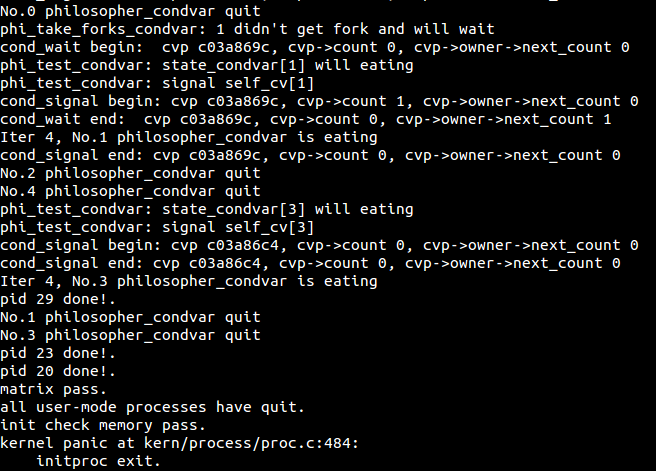 No.0 philosopher_condvar quit
phi_take_forks_condvar: 1 didn't get fork and will wait
cond_wait begin:  cvp c03a869c, cvp->count 0, cvp->owner->next_count 0
phi_test_condvar: state_condvar[1] will eating
phi_test_condvar: signal self_cv[1]
cond_signal begin: cvp c03a869c, cvp->count 1, cvp->owner->next_count 0
cond_wait end:  cvp c03a869c, cvp->count 0, cvp->owner->next_count 1
Iter 4, No.1 philosopher_condvar is eating
cond_signal end: cvp c03a869c, cvp->count 0, cvp->owner->next_count 0
No.2 philosopher_condvar quit
No.4 philosopher_condvar quit
phi_test_condvar: state_condvar[3] will eating
phi_test_condvar: signal self_cv[3]
cond_signal begin: cvp c03a86c4, cvp->count 0, cvp->owner->next_count 0
cond_signal end: cvp c03a86c4, cvp->count 0, cvp->owner->next_count 0
Iter 4, No.3 philosopher_condvar is eating
pid 29 done!.
No.1 philosopher_condvar quit
No.3 philosopher_condvar quit
pid 23 done!.
pid 20 done!.
matrix pass.
all user-mode processes have quit.
init check memory pass.
kernel panic at kern/process/proc.c:484:
    initproc exit.